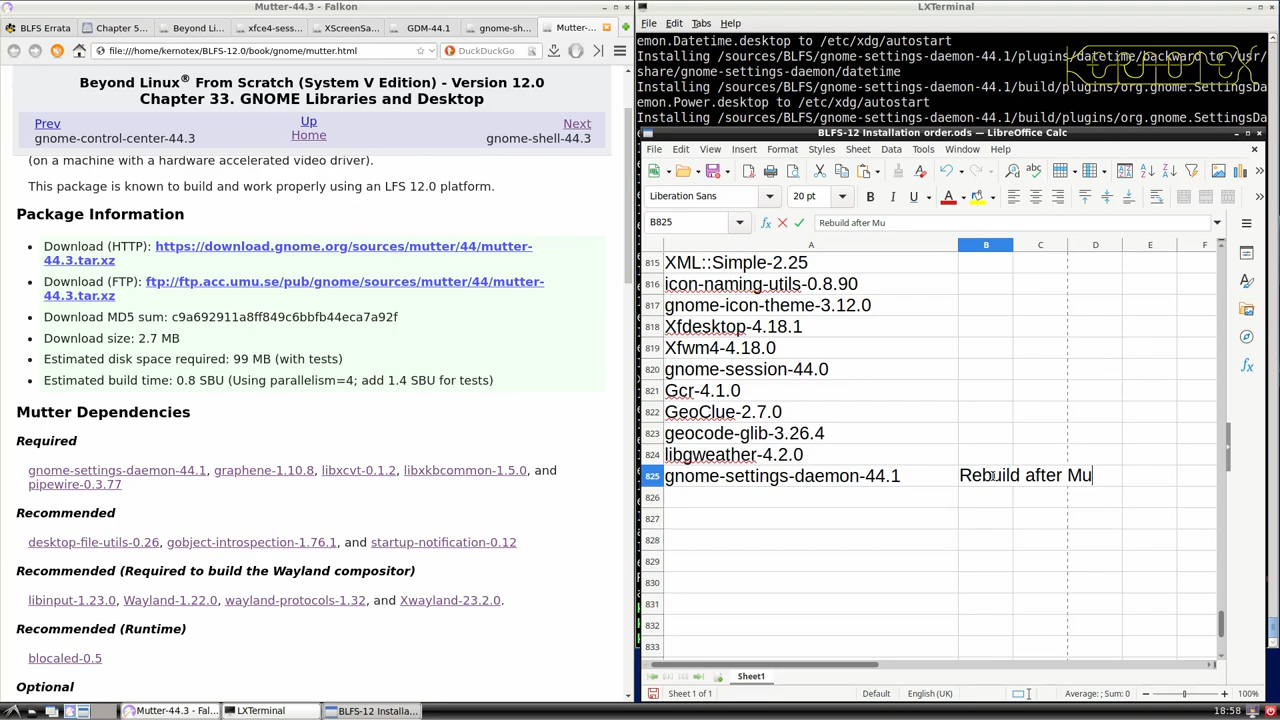 Mutter-44.3 - Falkon
BLFS Errata
Chapter 5...
Beyond Li...
xfce4-sess...
XScreenSa...
GDM-44.1
gnome-sh...
Mutter-...
file:///home/kernotex/BLFS-12.0/book/gnome/mutter.html
DuckDuckGo
Beyond Linux® From Scratch (System V Edition) - Version 12.0
Chapter 33. GNOME Libraries and Desktop
Prev
Up
Next
gnome-control-center-44.3
Home
gnome-shell-44.3
(on a machine with a hardware accelerated video driver).
This package is known to build and work properly using an LFS 12.0 platform.
Package Information
Download (HTTP): https://download.gnome.org/sources/mutter/44/mutter-
44.3.tar.xz
Download (FTP): ftp://ftp.acc.umu.se/pub/gnome/sources/mutter/44/mutter-
44.3.tar.xz
Download MD5 sum: c9a692911a8ff849c6bbfb44eca7a92f
Download size: 2.7 MB
Estimated disk space required: 99 MB (with tests)
Estimated build time: 0.8 SBU (Using parallelism=4; add 1.4 SBU for tests)
Mutter Dependencies
Required
gnome-settings-daemon-44.1, graphene-1.10.8, libxcvt-0.1.2, libxkbcommon-1.5.0, and
pipewire-0.3.77
Recommended
desktop-file-utils-0.26, gobject-introspection-1.76.1, and startup-notification-0.12
Recommended (Required to build the Wayland compositor)
libinput-1.23.0, Wayland-1.22.0, wayland-protocols-1.32, and Xwayland-23.2.0.
Recommended (Runtime)
blocaled-0.5
Optional
LXTerminal
File Edit Tabs Help
emon.Datetime.desktop to /etc/xdg/autostart
Installing /sources/BLFS/gnome-settings-daemon-44.1/plugins/datetime/backward to /usr/
share/gnome-settings-daemon/datetime
Installing /sources/BLFS/gnome-settings-daemon-44.1/build/plugins/org.gnome.SettingsDa
emon.Power.desktop to /etc/xdg/autostart
Installing /sources/BLFS/gnome-settings-daemon-44.1/build/plugins/org.gnome.SettingsDa
BLFS-12 Installation order.ods — LibreOffice Calc
File Edit View Insert Format Styles Sheet Data Tools Window Help
Liberation Sans
20 pt
B825
Rebuild after Mu
A B C D E F
815 XML::Simple-2.25
816 icon-naming-utils-0.8.90
817 gnome-icon-theme-3.12.0
818 Xfdesktop-4.18.1
819 Xfwm4-4.18.0
820 gnome-session-44.0
821 Gcr-4.1.0
822 GeoClue-2.7.0
823 geocode-glib-3.26.4
824 libgweather-4.2.0
825 gnome-settings-daemon-44.1 Rebuild after Mu
826
827
828
829
830
831
832
833
Sheet1
Sheet 1 of 1
Default
English (UK)
Average: ; Sum: 0
100%
Mutter-44.3 - Fal...
LXTerminal
BLFS-12 Installa...
18:58